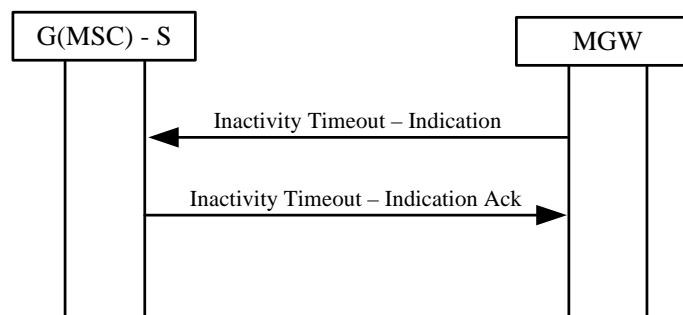 G(MSC) - S
MGW
Inactivity Timeout – Indication
Inactivity Timeout – Indication Ack